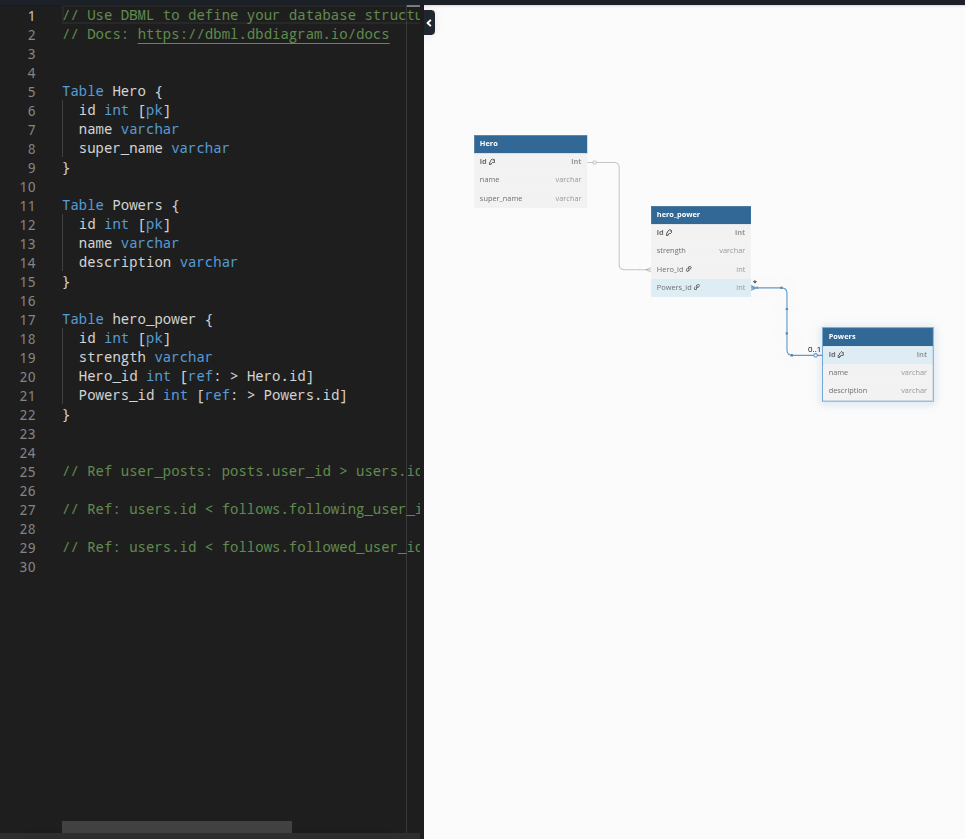 1 // Use DBML to define your database structu
2 // Docs: https://dbml.dbdiagram.io/docs
3
4
5 Table Hero {
6 id int [pk]
7 name varchar
8 super_name varchar
9 }
10
11 Table Powers {
12 id int [pk]
13 name varchar
14 description varchar
15 }
16
17 Table hero_power {
18 id int [pk]
19 strength varchar
20 Hero_id int [ref: > Hero.id]
21 Powers_id int [ref: > Powers.id]
22 }
23
24
25 // Ref user_posts: posts.user_id > users.id
26
27 // Ref: users.id < follows.following_user_i
28
29 // Ref: users.id < follows.followed_user_id
30
Hero
id int
name varchar
super_name varchar
hero_power
id int
strength varchar
Hero_id int
Powers_id int
*
0..1
Powers
id int
name varchar
description varchar